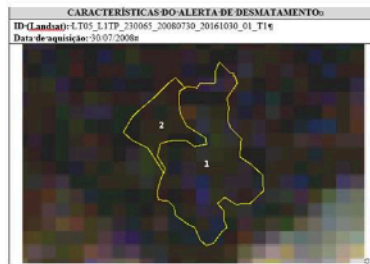 CARACTERÍSTICAS·DO·ALERTA·DE·DESMATAMENTO¤
ID·(Landsat):·LT05_L1TP_230065_20080730_20161030_01_T1¶
Data·de·aquisição:·30/07/2008¤
2
1